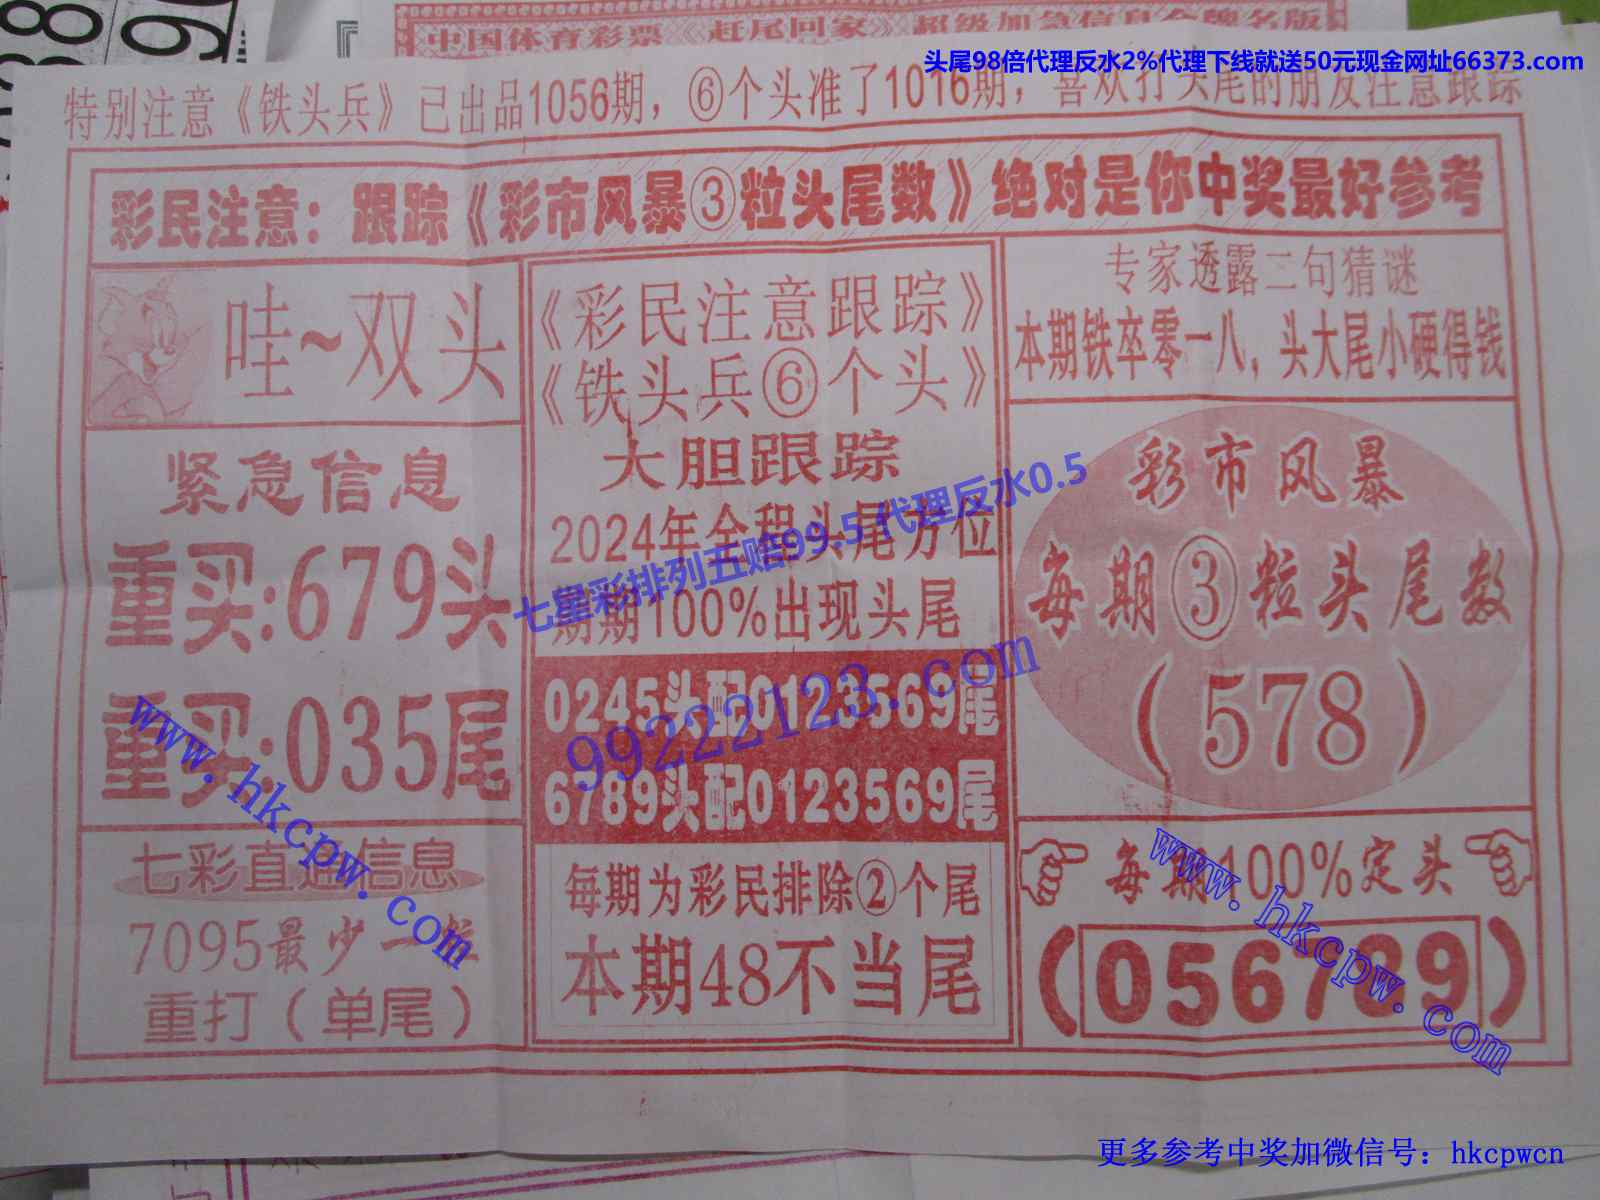 中国体育彩票《赶尾回家》超级加急信息金牌名版
头尾98倍代理反水2%代理下线就送50元现金网址66373.com
特别注意《铁头兵》已出品1056期，⑥个头准了1016期，喜欢打头尾的朋友注意跟踪
彩民注意：跟踪《彩市风暴③粒头尾数》绝对是你中奖最好参考
哇~双头
紧急信息
重买:679头
重买:035尾
七彩直通信息
7095最少一
重打（单尾）
《彩民注意跟踪》
《铁头兵⑥个头》
大胆跟踪
2024年全程头尾方位
期期100%出现头尾
0245头配0123569尾
6789头配0123569尾
每期为彩民排除②个尾
本期48不当尾
专家透露二句猜谜
本期铁卒零一八，头大尾小硬得钱
彩市风暴
每期③粒头尾数
（578）
每期100%定头
（056789）
七星彩排列五赔99.5代理反水0.5
99222123.com
www.hkcpw.com
www.hkcpw.com
更多参考中奖加微信号：hkcpwcn